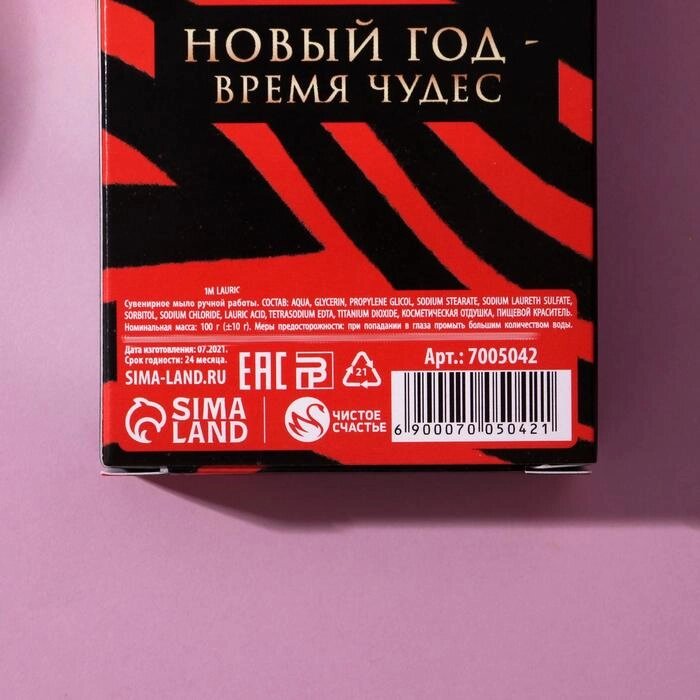 НОВЫЙ ГОД -
ВРЕМЯ ЧУДЕС
1M LAURIC
Сувенирное мыло ручной работы. СОСТАВ: AQUA, GLYCERIN, PROPYLENE GLICOL, SODIUM STEARATE, SODIUM LAURETH SULFATE,
SORBITOL, SODIUM CHLORIDE, LAURIC ACID, TETRASODIUM EDTA, TITANIUM DIOXIDE, КОСМЕТИЧЕСКАЯ ОТДУШКА, ПИЩЕВОЙ КРАСИТЕЛЬ.
Номинальная масса: 100 г (±10 г). Меры предосторожности: при попадании в глаза промыть большим количеством воды.
Дата изготовления: 07.2021.
Срок годности: 24 месяца.
SIMA-LAND.RU
EAC
21
Арт.: 7005042
SIMA
LAND
ЧИСТОЕ
СЧАСТЬЕ
6 900070 050421